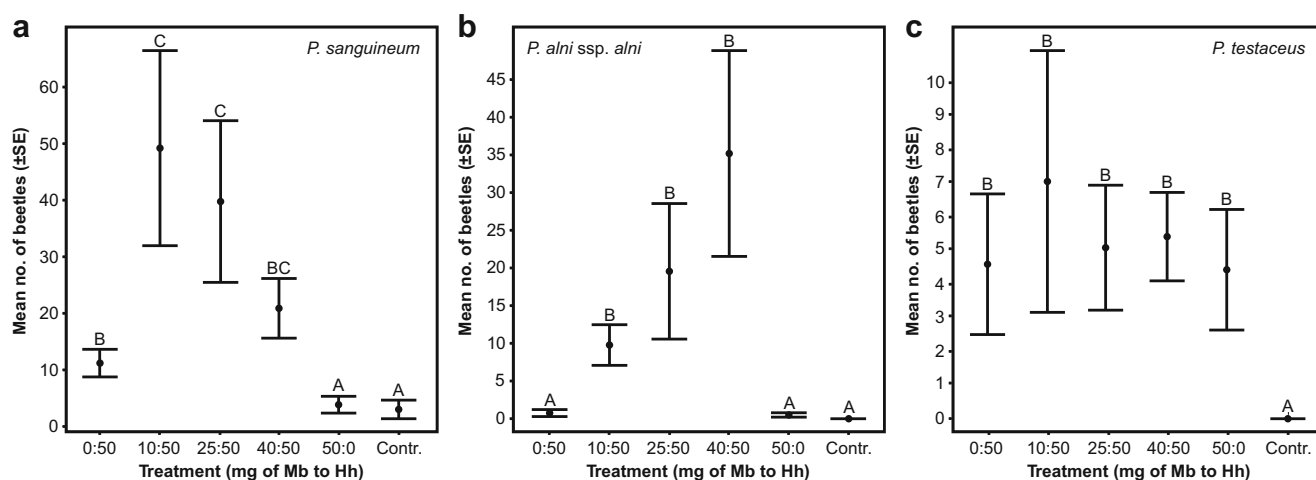 a
P. sanguineum
Mean no. of beetles (±SE)
60
50
40
30
20
10
0
B
C
C
BC
A
A
0:50 10:50 25:50 40:50 50:0 Contr.
Treatment (mg of Mb to Hh)
b
P. alni ssp. alni
Mean no. of beetles (±SE)
45
40
35
30
25
20
15
10
5
0
A
B
B
B
A
A
0:50 10:50 25:50 40:50 50:0 Contr.
Treatment (mg of Mb to Hh)
c
P. testaceus
Mean no. of beetles (±SE)
10
9
8
7
6
5
4
3
2
1
0
B
B
B
B
B
A
0:50 10:50 25:50 40:50 50:0 Contr.
Treatment (mg of Mb to Hh)